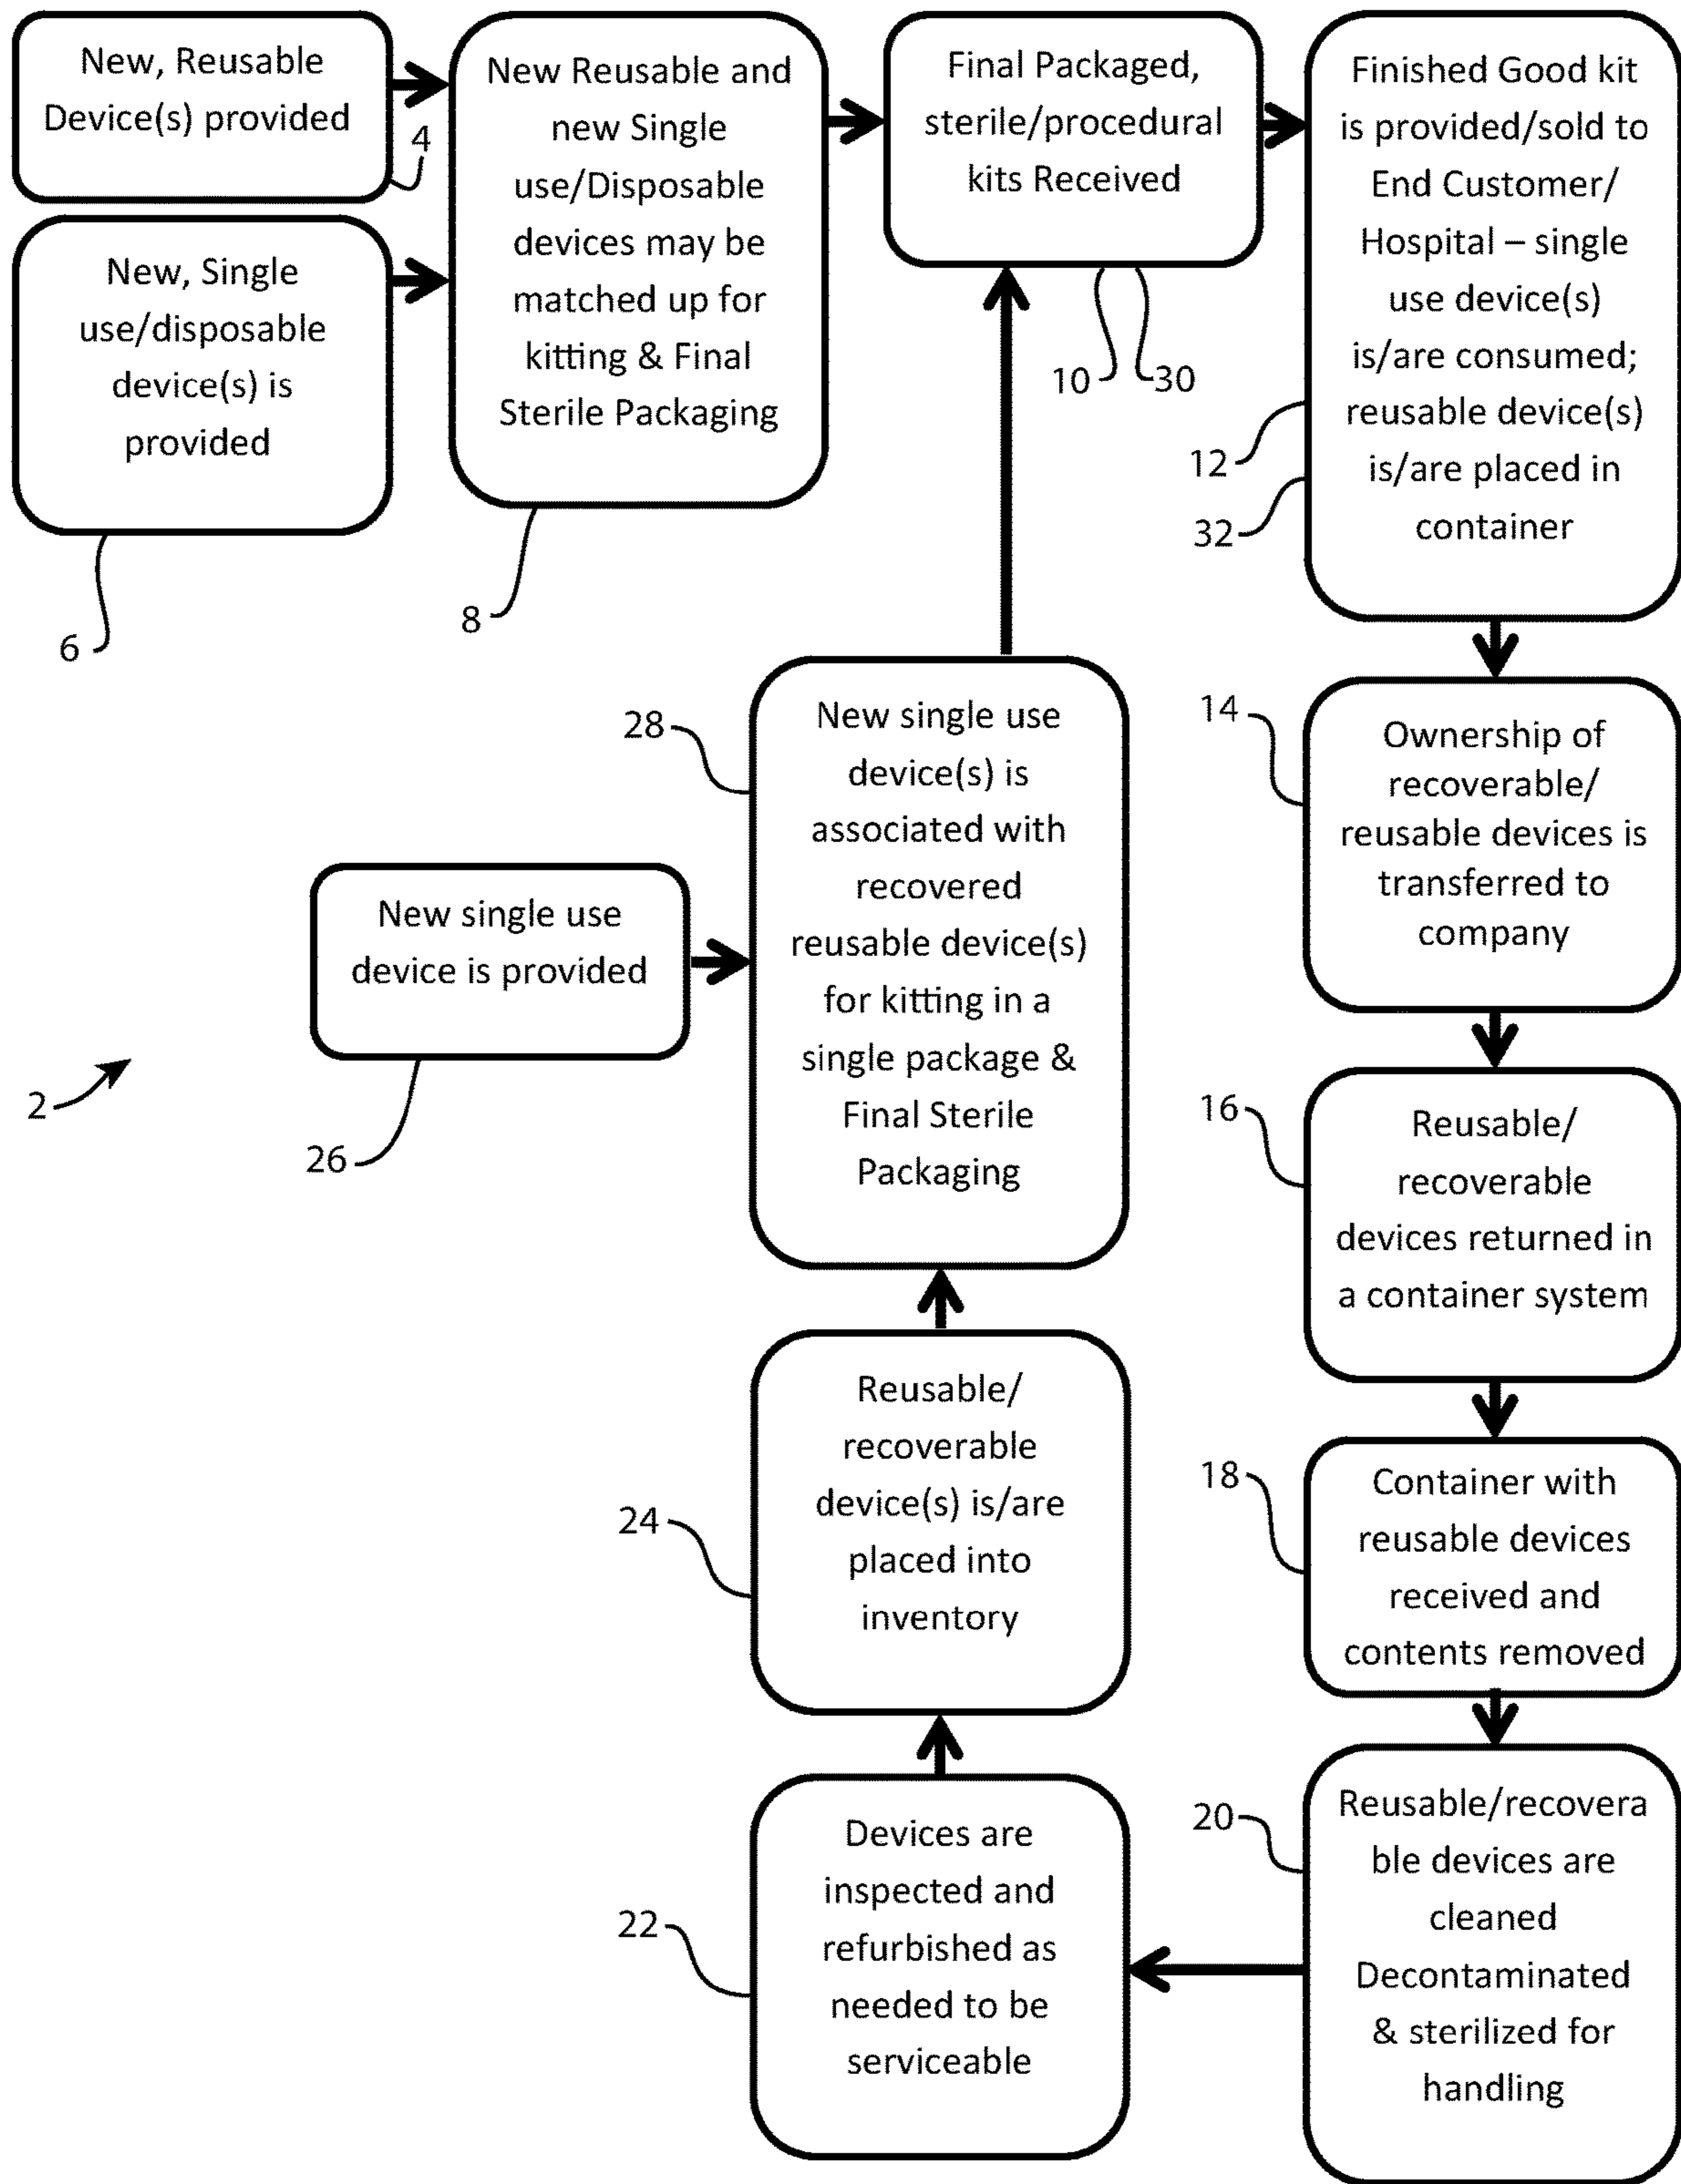 New, Reusable
Device(s) provided
4
New, Single
use/disposable
device(s) is
provided
6
New Reusable and
new Single
use/Disposable
devices may be
matched up for
kitting & Final
Sterile Packaging
8
Final Packaged,
sterile/procedural
kits Received
10
30
Finished Good kit
is provided/sold to
End Customer/
Hospital – single
use device(s)
is/are consumed;
reusable device(s)
is/are placed in
container
12
32
14
Ownership of
recoverable/
reusable devices is
transferred to
company
16
Reusable/
recoverable
devices returned in
a container system
18
Container with
reusable devices
received and
contents removed
20
Reusable/recovera
ble devices are
cleaned
Decontaminated
& sterilized for
handling
22
Devices are
inspected and
refurbished as
needed to be
serviceable
24
Reusable/
recoverable
device(s) is/are
placed into
inventory
New single use
device is provided
26
28
New single use
device(s) is
associated with
recovered
reusable device(s)
for kitting in a
single package &
Final Sterile
Packaging
2